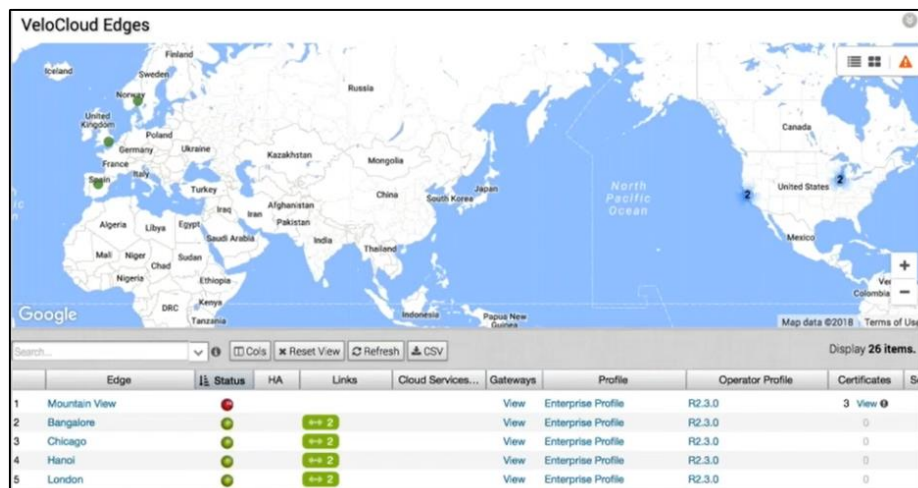 VeloCloud Edges
Finland
Iceland
Sweden
Norway
Russia
United
Kingdom
Canada
Poland
Germany
Ukraine
France
Kazakhstan
Mongolia
Italy
Spain
2
2
United States
North
Pacific
Ocean
Turkey
China
South Korea
Japan
Afghanistan
Iraq
Iran
Pakistan
Algeria
Libya
Egypt
Saudi Arabia
India
Mexico
Mali
Niger
Sudan
Thailand
Chad
Nigeria
Ethiopia
+
−
Colombia
DRC
Kenya
Google
Tanzania
Indonesia
Papua New
Guinea
Map data ©2018 Terms of Use
Search... Cols Reset View Refresh CSV Display 26 items.
Edge Status HA Links Cloud Services... Gateways Profile Operator Profile Certificates
1 Mountain View View Enterprise Profile R2.3.0 3 View
2 Bangalore 2 View Enterprise Profile R2.3.0 0
3 Chicago 2 View Enterprise Profile R2.3.0 0
4 Hanoi 2 View Enterprise Profile R2.3.0 0
5 London 2 View Enterprise Profile R2.3.0 0